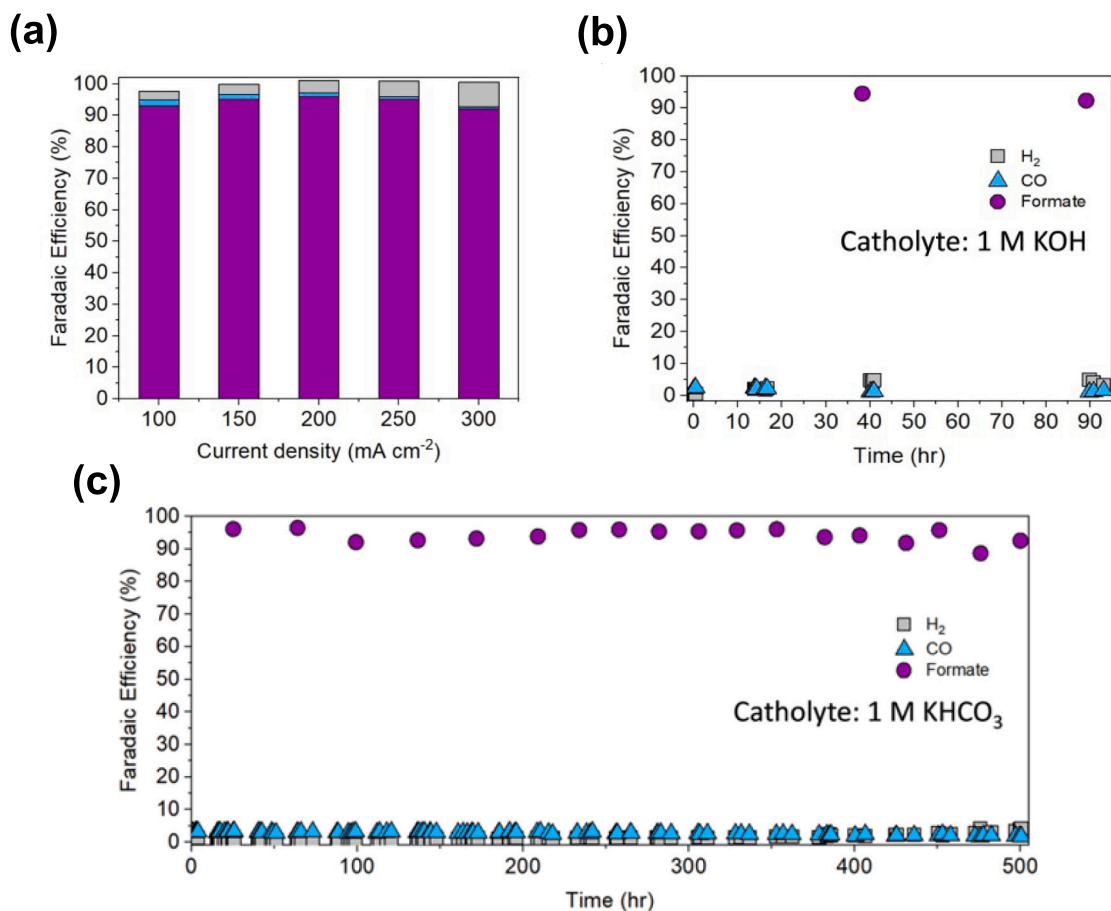 (a)
100
90
80
70
60
50
40
30
20
10
0
Faradaic Efficiency (%)
100 150 200 250 300
Current density (mA cm⁻²)
(b)
100
90
80
70
60
50
40
30
20
10
0
Faradaic Efficiency (%)
H₂
CO
Formate
Catholyte: 1 M KOH
0 10 20 30 40 50 60 70 80 90
Time (hr)
(c)
100
90
80
70
60
50
40
30
20
10
0
Faradaic Efficiency (%)
H₂
CO
Formate
Catholyte: 1 M KHCO₃
0 100 200 300 400 500
Time (hr)